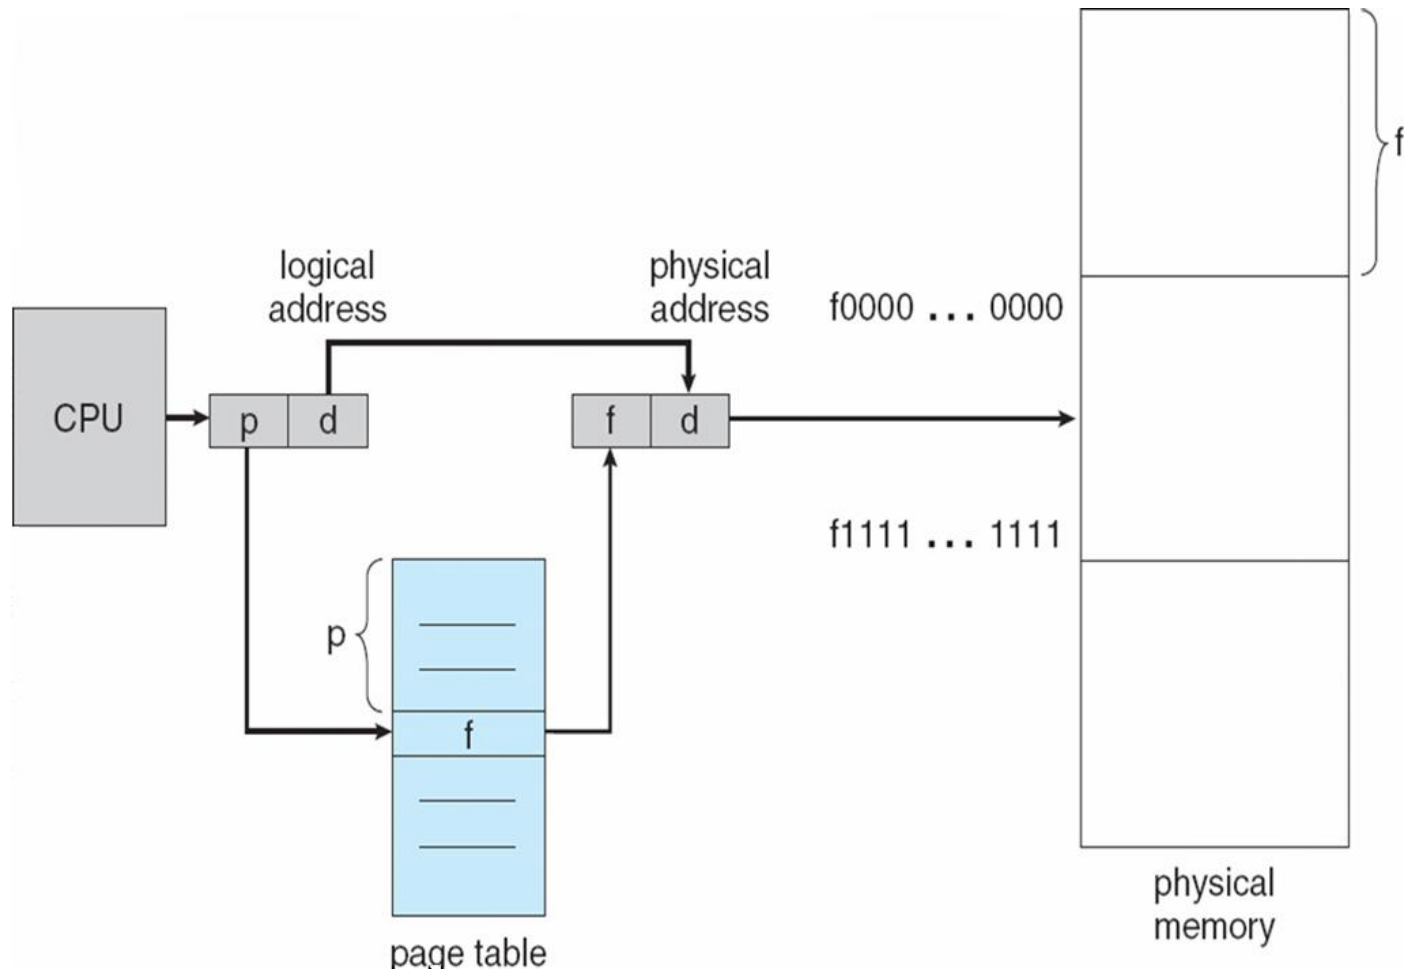 f
logical
address
physical
address
f0000 ... 0000
CPU
p
d
f
d
f1111 ... 1111
p
f
physical
memory
page table